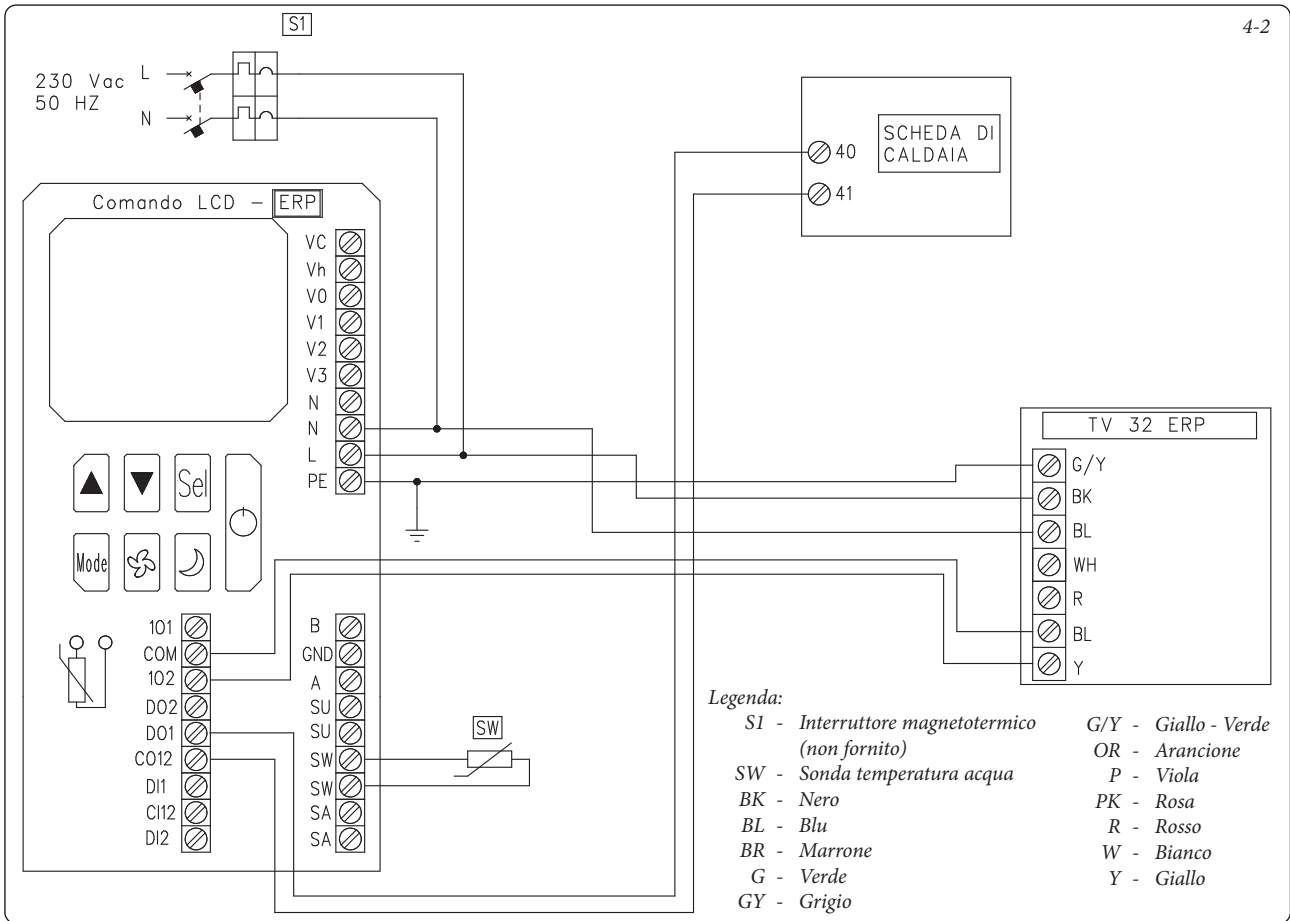 4-2
S1
230 Vac
50 HZ
L
N
SCHEDA DI
CALDAIA
40
41
Comando LCD - ERP
VC
Vh
V0
V1
V2
V3
N
N
L
PE
Sel
Mode
TV 32 ERP
G/Y
BK
BL
WH
R
BL
Y
101
COM
102
DO2
DO1
CO12
DI1
CI12
DI2
B
GND
A
SU
SU
SW
SW
SA
SA
SW
Legenda:
S1 - Interruttore magnetotermico
(non fornito)
SW - Sonda temperatura acqua
BK - Nero
BL - Blu
BR - Marrone
G - Verde
GY - Grigio
G/Y - Giallo - Verde
OR - Arancione
P - Viola
PK - Rosa
R - Rosso
W - Bianco
Y - Giallo